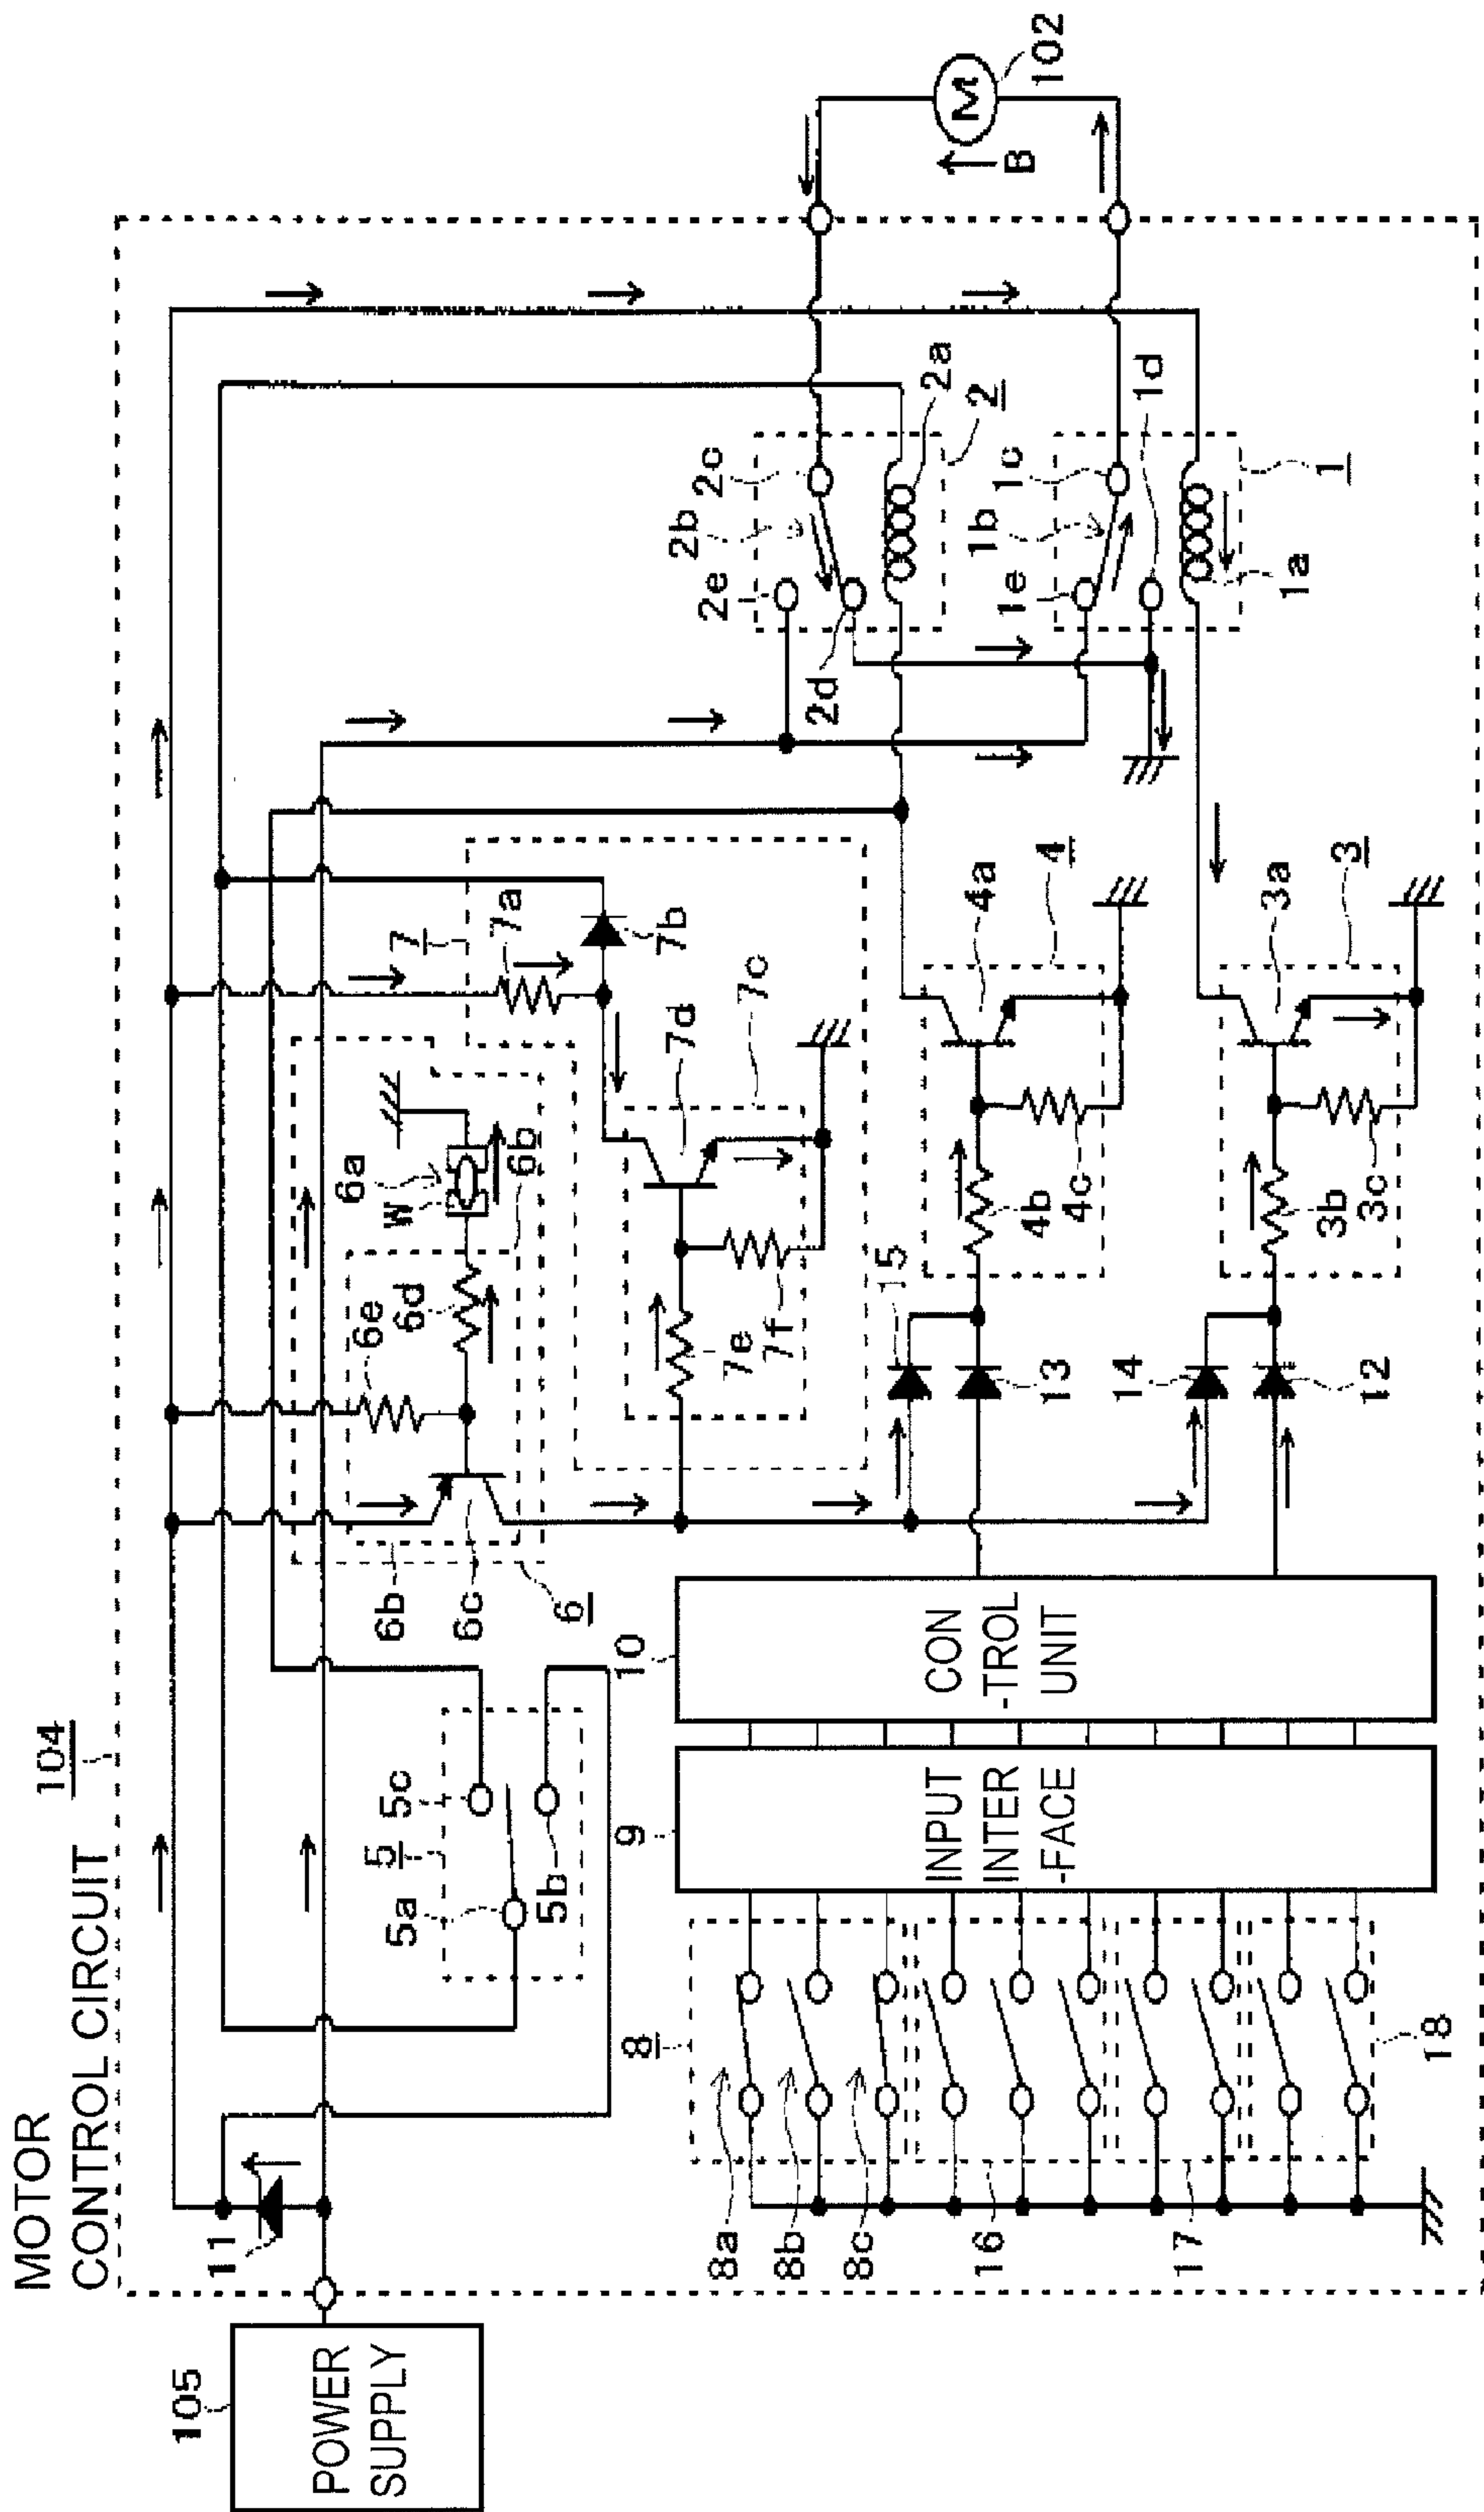 MOTOR
CONTROL CIRCUIT
104
105
POWER
SUPPLY
11
5
5a
5b
5c
6
6a
W
6b
6b
6c
6d
6e
7
7a
7b
7c
7d
7e
7f
8
8a
8b
8c
16
17
18
9
INPUT
INTER
-FACE
10
CON
-TROL
UNIT
15
13
14
12
4
4a
4b
4c
3
3a
3b
3c
2
2a
2b
2c
2d
2e
1
1a
1b
1c
1d
1e
M
B
102